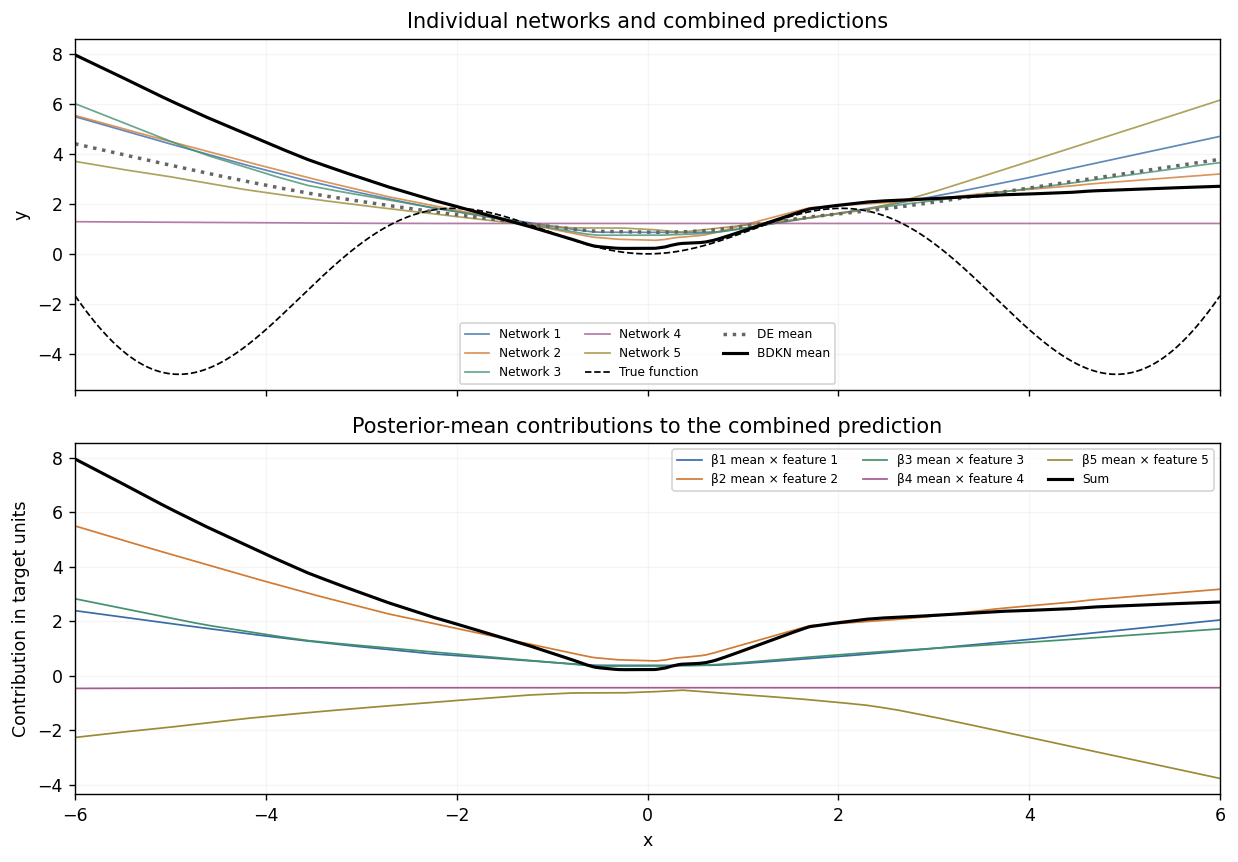 Individual networks and combined predictions
8
6
4
2
0
−2
−4
y
Network 1
Network 2
Network 3
Network 4
Network 5
True function
DE mean
BDKN mean
Posterior-mean contributions to the combined prediction
8
6
4
2
0
−2
−4
Contribution in target units
β1 mean × feature 1
β2 mean × feature 2
β3 mean × feature 3
β4 mean × feature 4
β5 mean × feature 5
Sum
−6 −4 −2 0 2 4 6
x